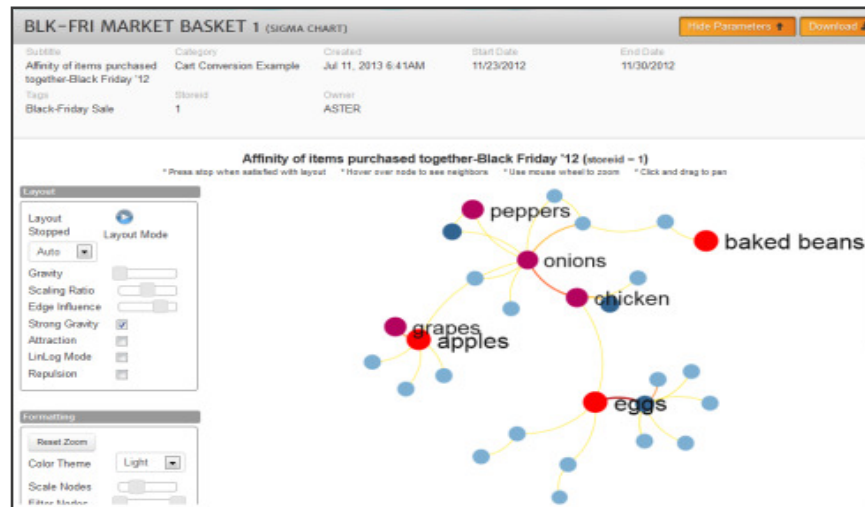 BLK-FRI MARKET BASKET 1 (SIGMA CHART)
Hide Parameters
Download
Subtitle Category Created Start Date End Date
Affinity of items purchased together-Black Friday '12
Cart Conversion Example
Jul 11, 2013 6:41AM
11/23/2012
11/30/2012
Tags Storeid Owner
Black-Friday Sale 1 ASTER
Affinity of items purchased together-Black Friday '12 (storeid = 1)
* Press stop when satisfied with layout * Hover over node to see neighbors * Use mouse wheel to zoom * Click and drag to pan
Layout
Layout Stopped
Layout Mode
Auto
Gravity
Scaling Ratio
Edge Influence
Strong Gravity
Attraction
LinLog Mode
Repulsion
Formatting
Reset Zoom
Color Theme Light
Scale Nodes
Filter Nodes
peppers
baked beans
onions
chicken
grapes
apples
eggs